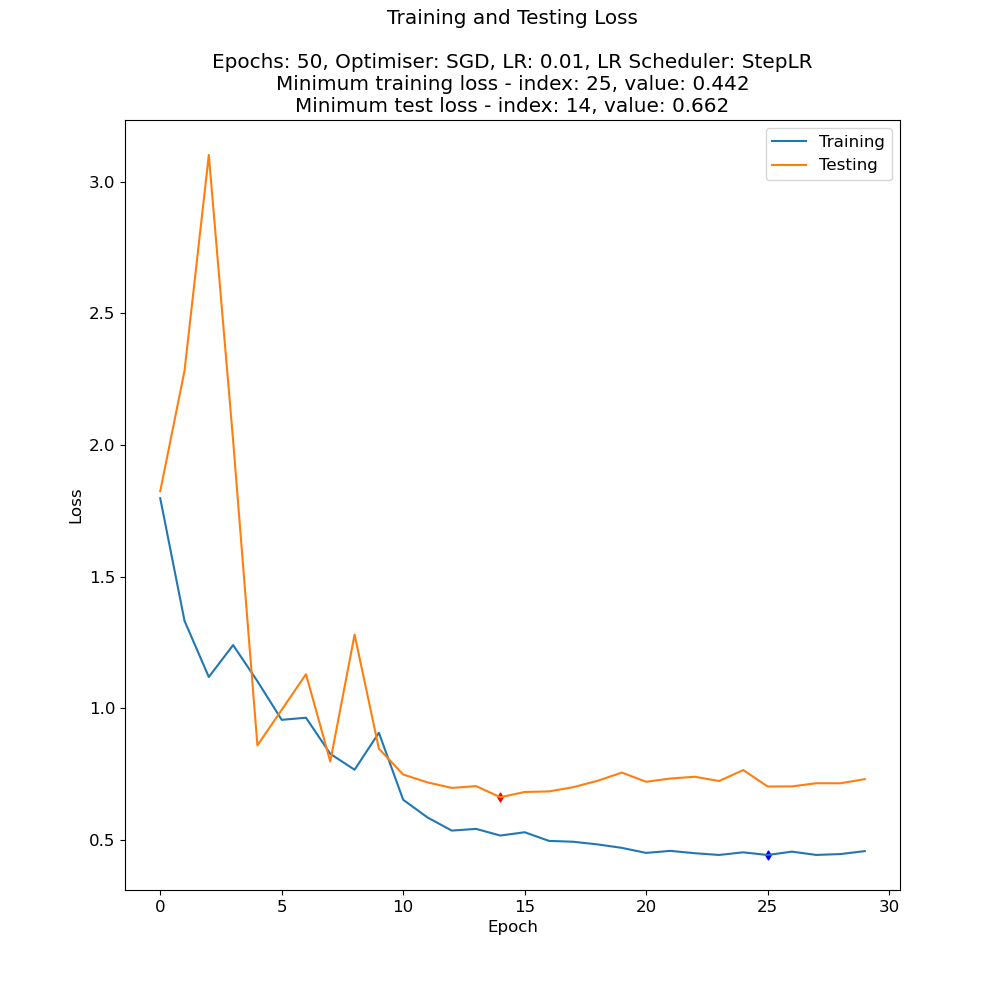 Training and Testing Loss
Epochs: 50, Optimiser: SGD, LR: 0.01, LR Scheduler: StepLR
Minimum training loss - index: 25, value: 0.442
Minimum test loss - index: 14, value: 0.662
Training
Testing
3.0
2.5
2.0
1.5
1.0
0.5
Loss
0 5 10 15 20 25 30
Epoch